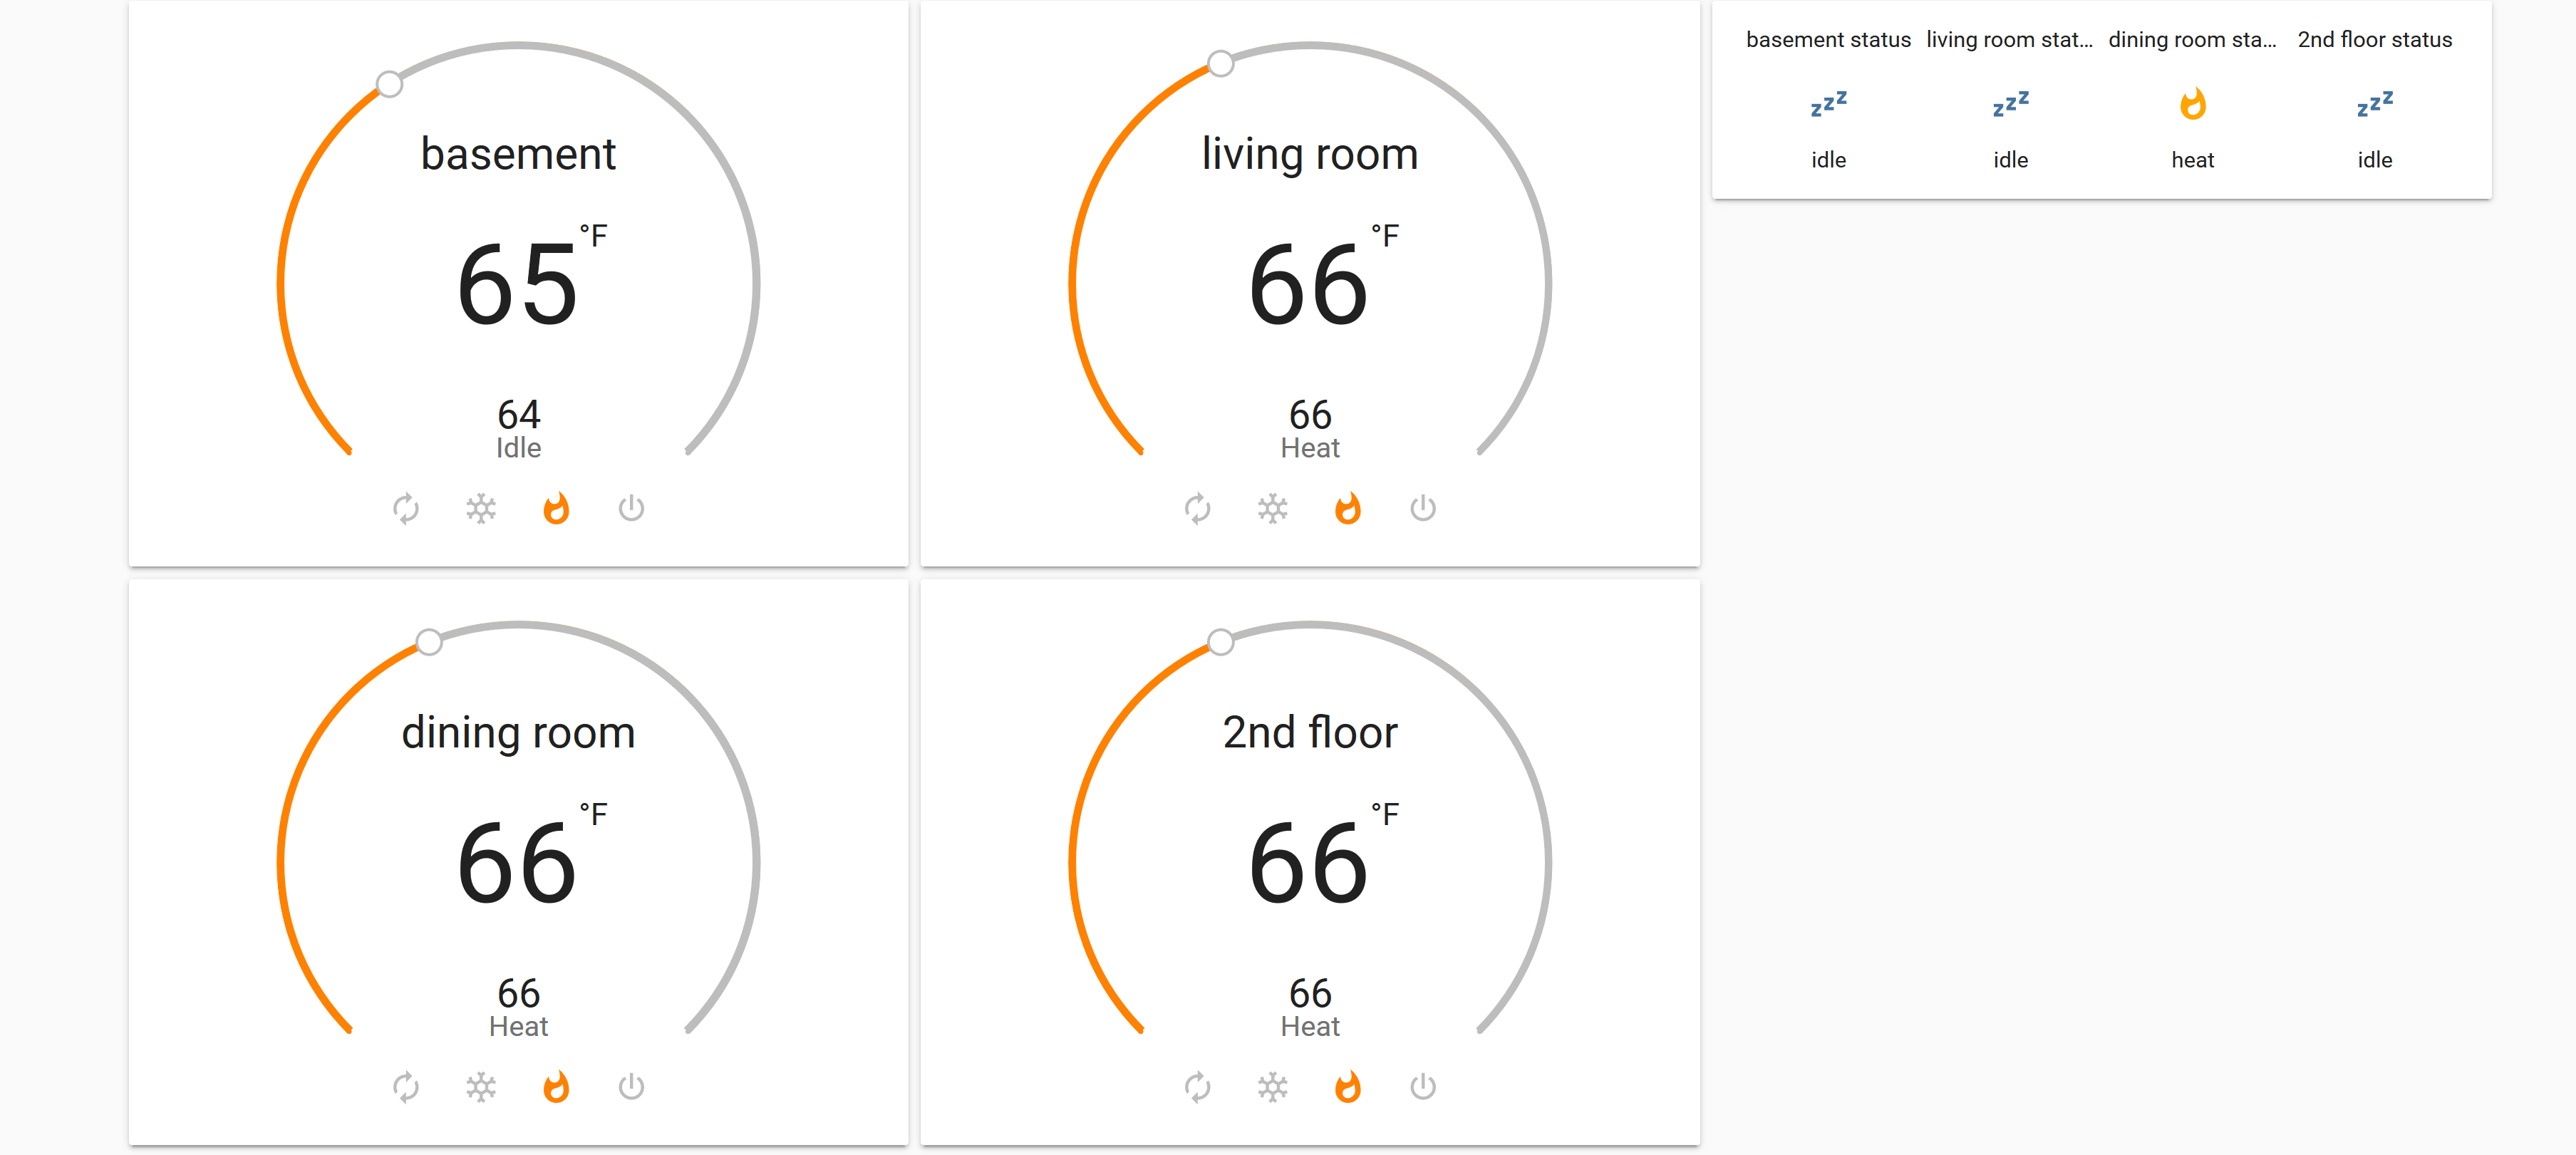 basement
65 °F
64
Idle
living room
66 °F
66
Heat
basement status living room stat... dining room sta... 2nd floor status
zzz zzz zzz
idle idle heat idle
dining room
66 °F
66
Heat
2nd floor
66 °F
66
Heat